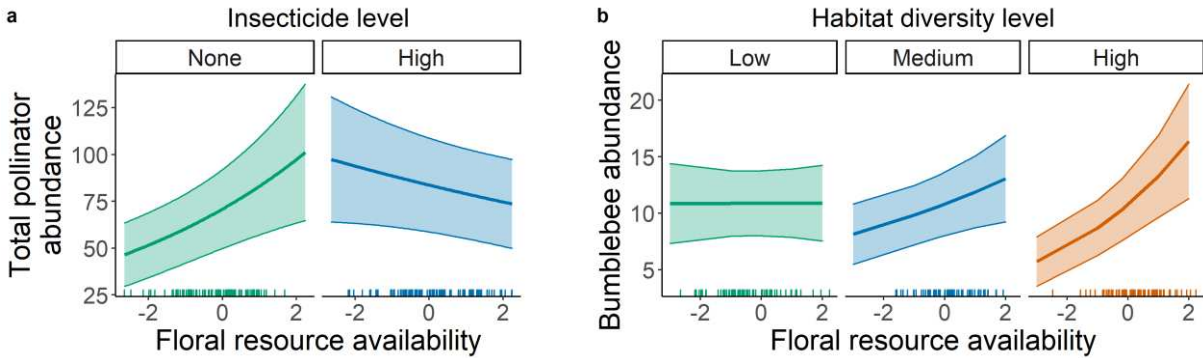 a
Insecticide level
None
High
Total pollinator
abundance
125
100
75
50
25
-2
0
2
-2
0
2
Floral resource availability
b
Habitat diversity level
Low
Medium
High
Bumblebee abundance
20
15
10
5
-2
0
2
-2
0
2
-2
0
2
Floral resource availability